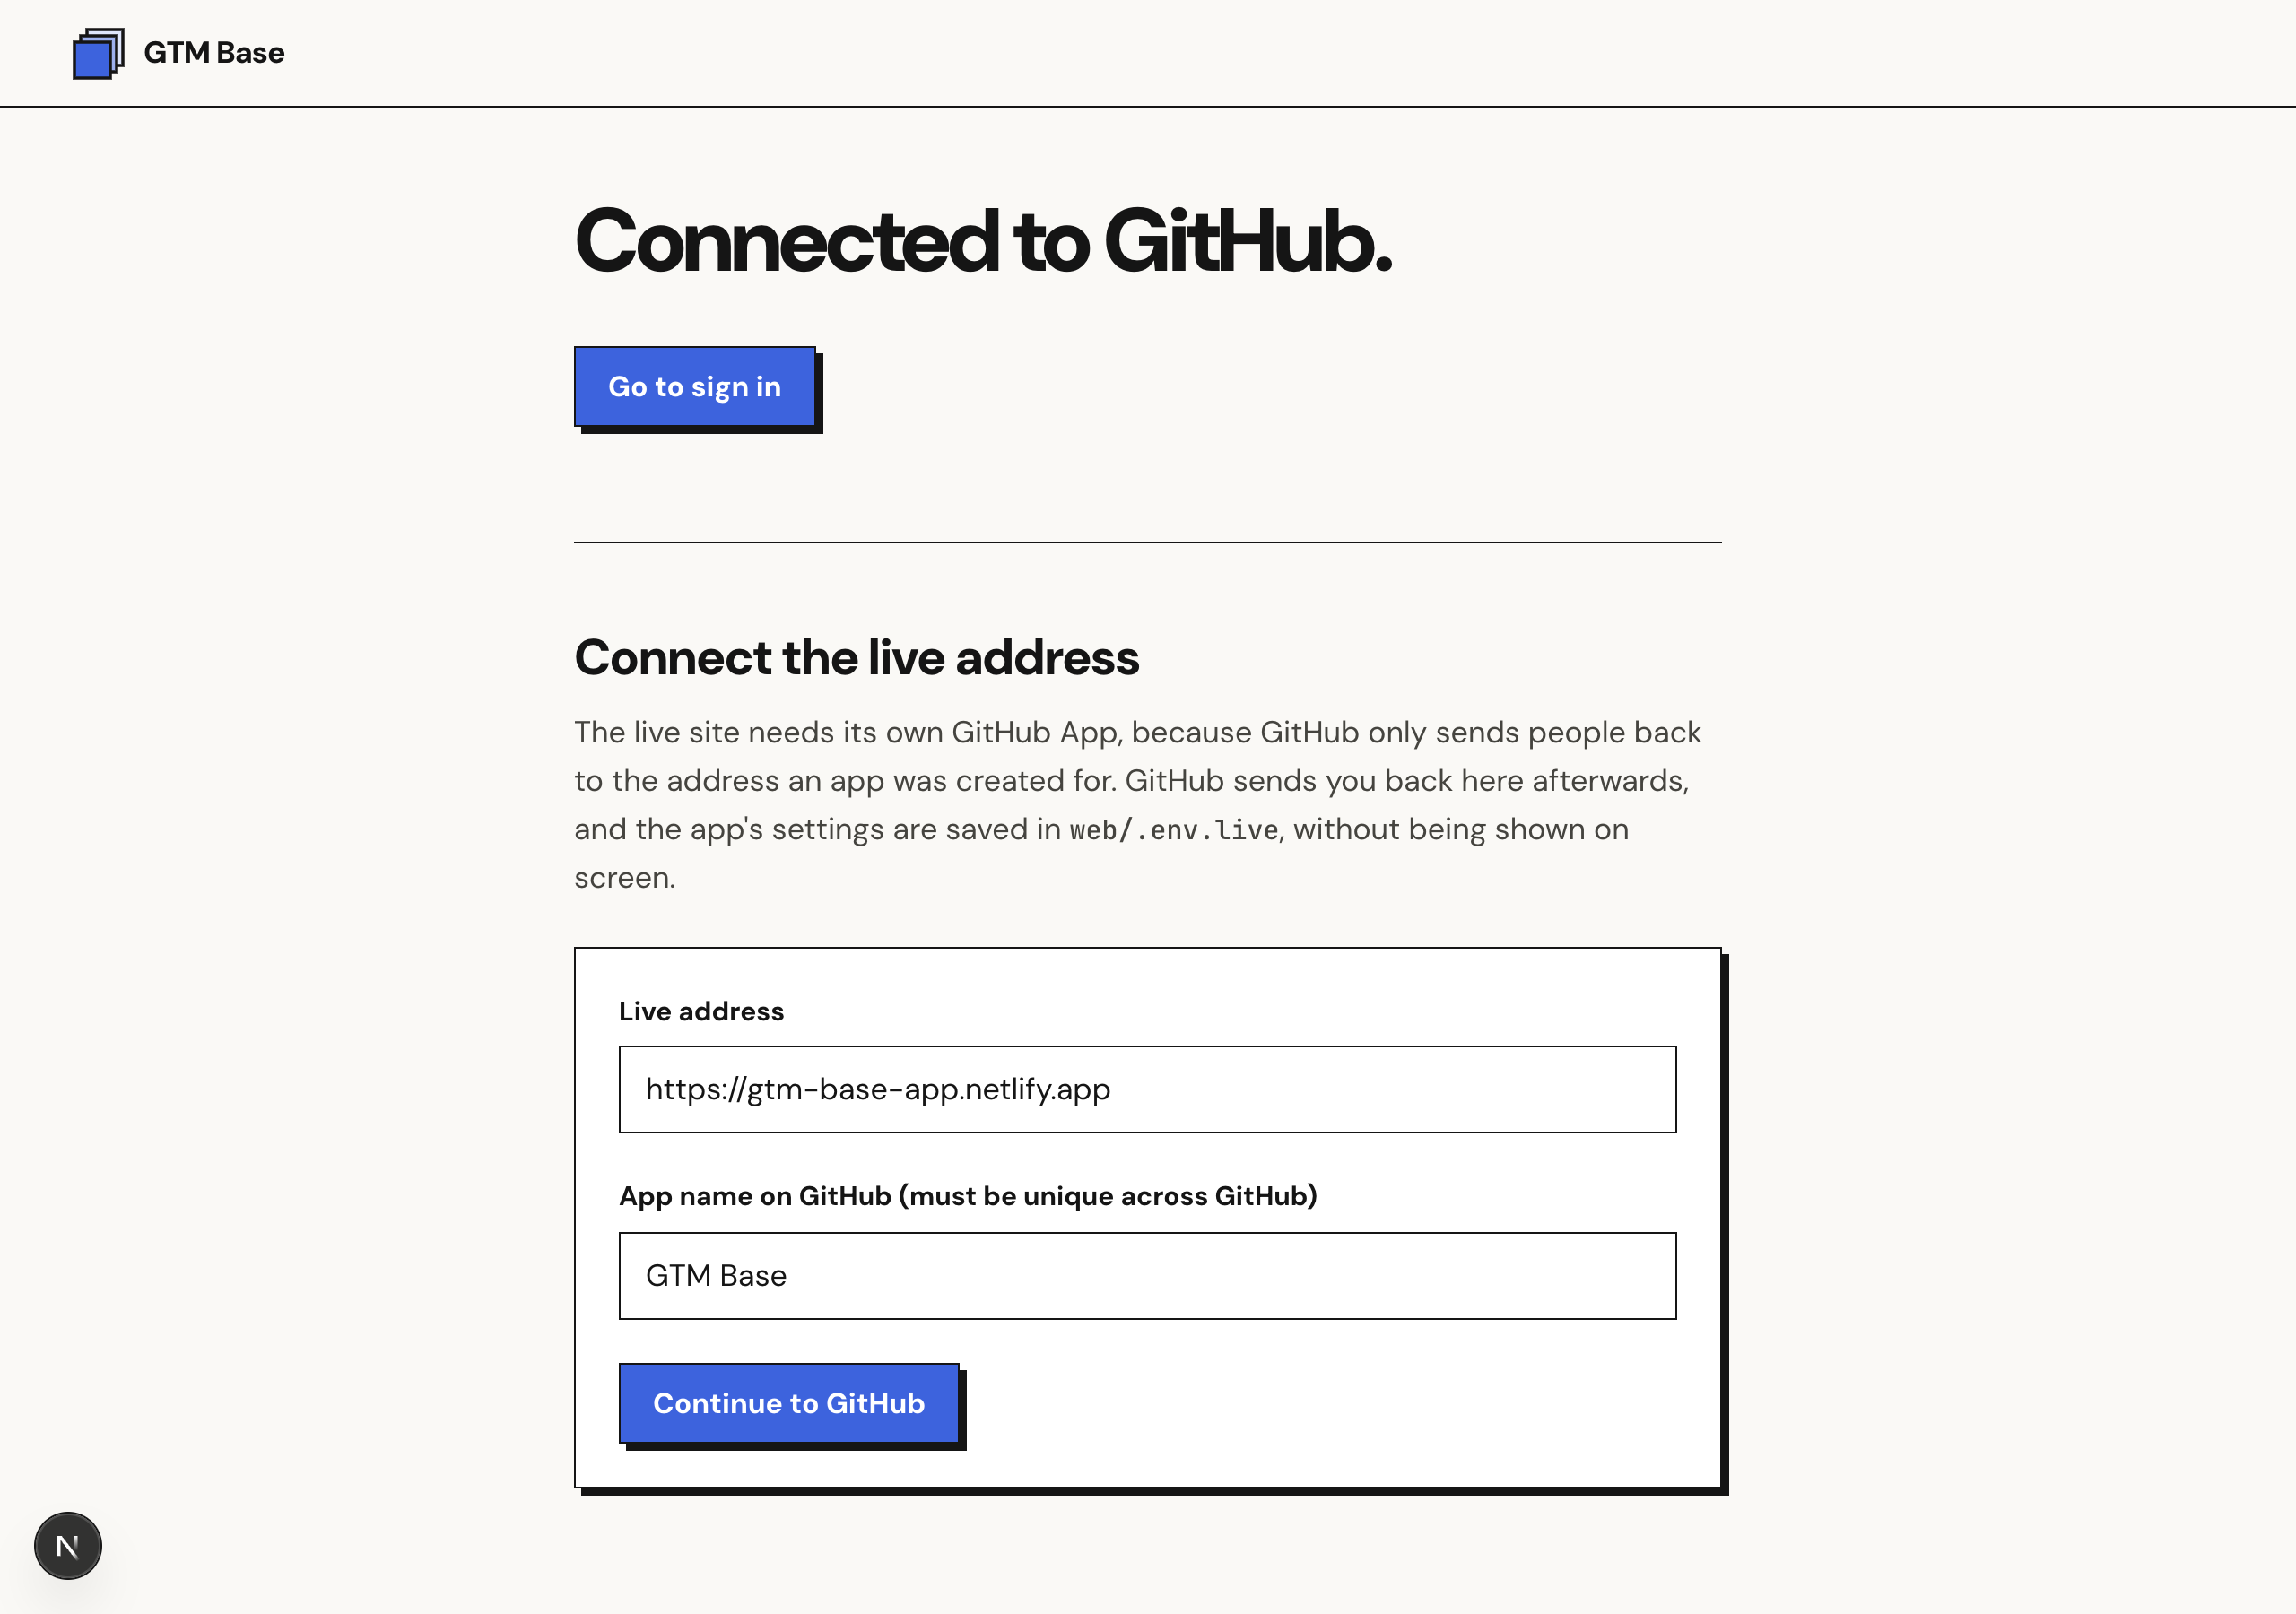 GTM Base
Connected to GitHub.
Go to sign in
Connect the live address
The live site needs its own GitHub App, because GitHub only sends people back
to the address an app was created for. GitHub sends you back here afterwards,
and the app's settings are saved in web/.env.live, without being shown on
screen.
Live address
https://gtm-base-app.netlify.app
App name on GitHub (must be unique across GitHub)
GTM Base
Continue to GitHub
N